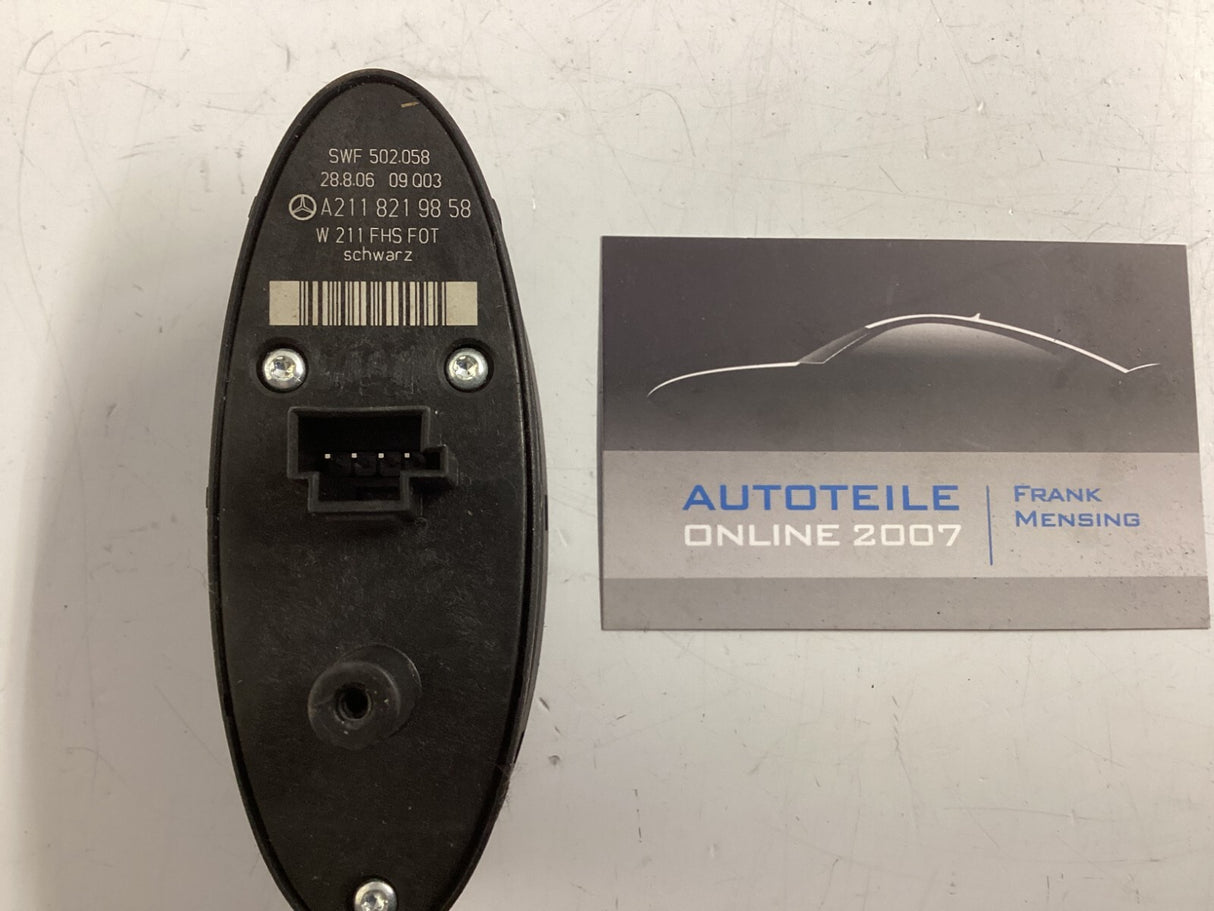 SWF 502.058
28.8.06 09 Q03
A211 821 98 58
W 211 FHS FOT
schwarz
AUTOTEILE
ONLINE 2007
FRANK
MENSING